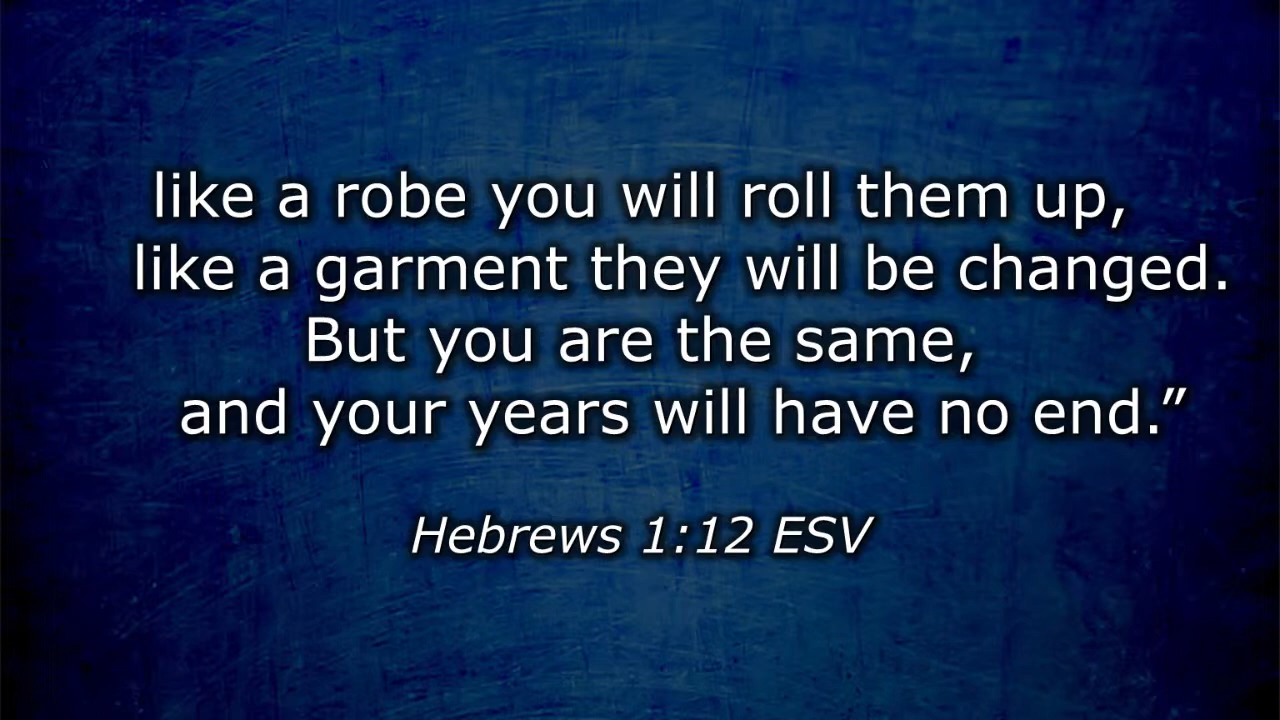 like a robe you will roll them up,
like a garment they will be changed.
But you are the same,
and your years will have no end.”
Hebrews 1:12 ESV